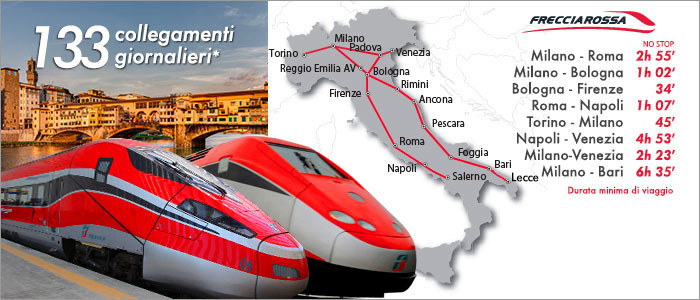 133 collegamenti
giornalieri*
Torino
Milano
Padova
Venezia
Reggio Emilia AV
Bologna
Firenze
Rimini
Ancona
Pescara
Roma
Foggia
Napoli
Bari
Salerno
Lecce
FRECCIAROSSA
NO STOP
Milano - Roma 2h 55'
Milano - Bologna 1h 02'
Bologna - Firenze 34'
Roma - Napoli 1h 07'
Torino - Milano 45'
Napoli - Venezia 4h 53'
Milano-Venezia 2h 23'
Milano - Bari 6h 35'
Durata minima di viaggio